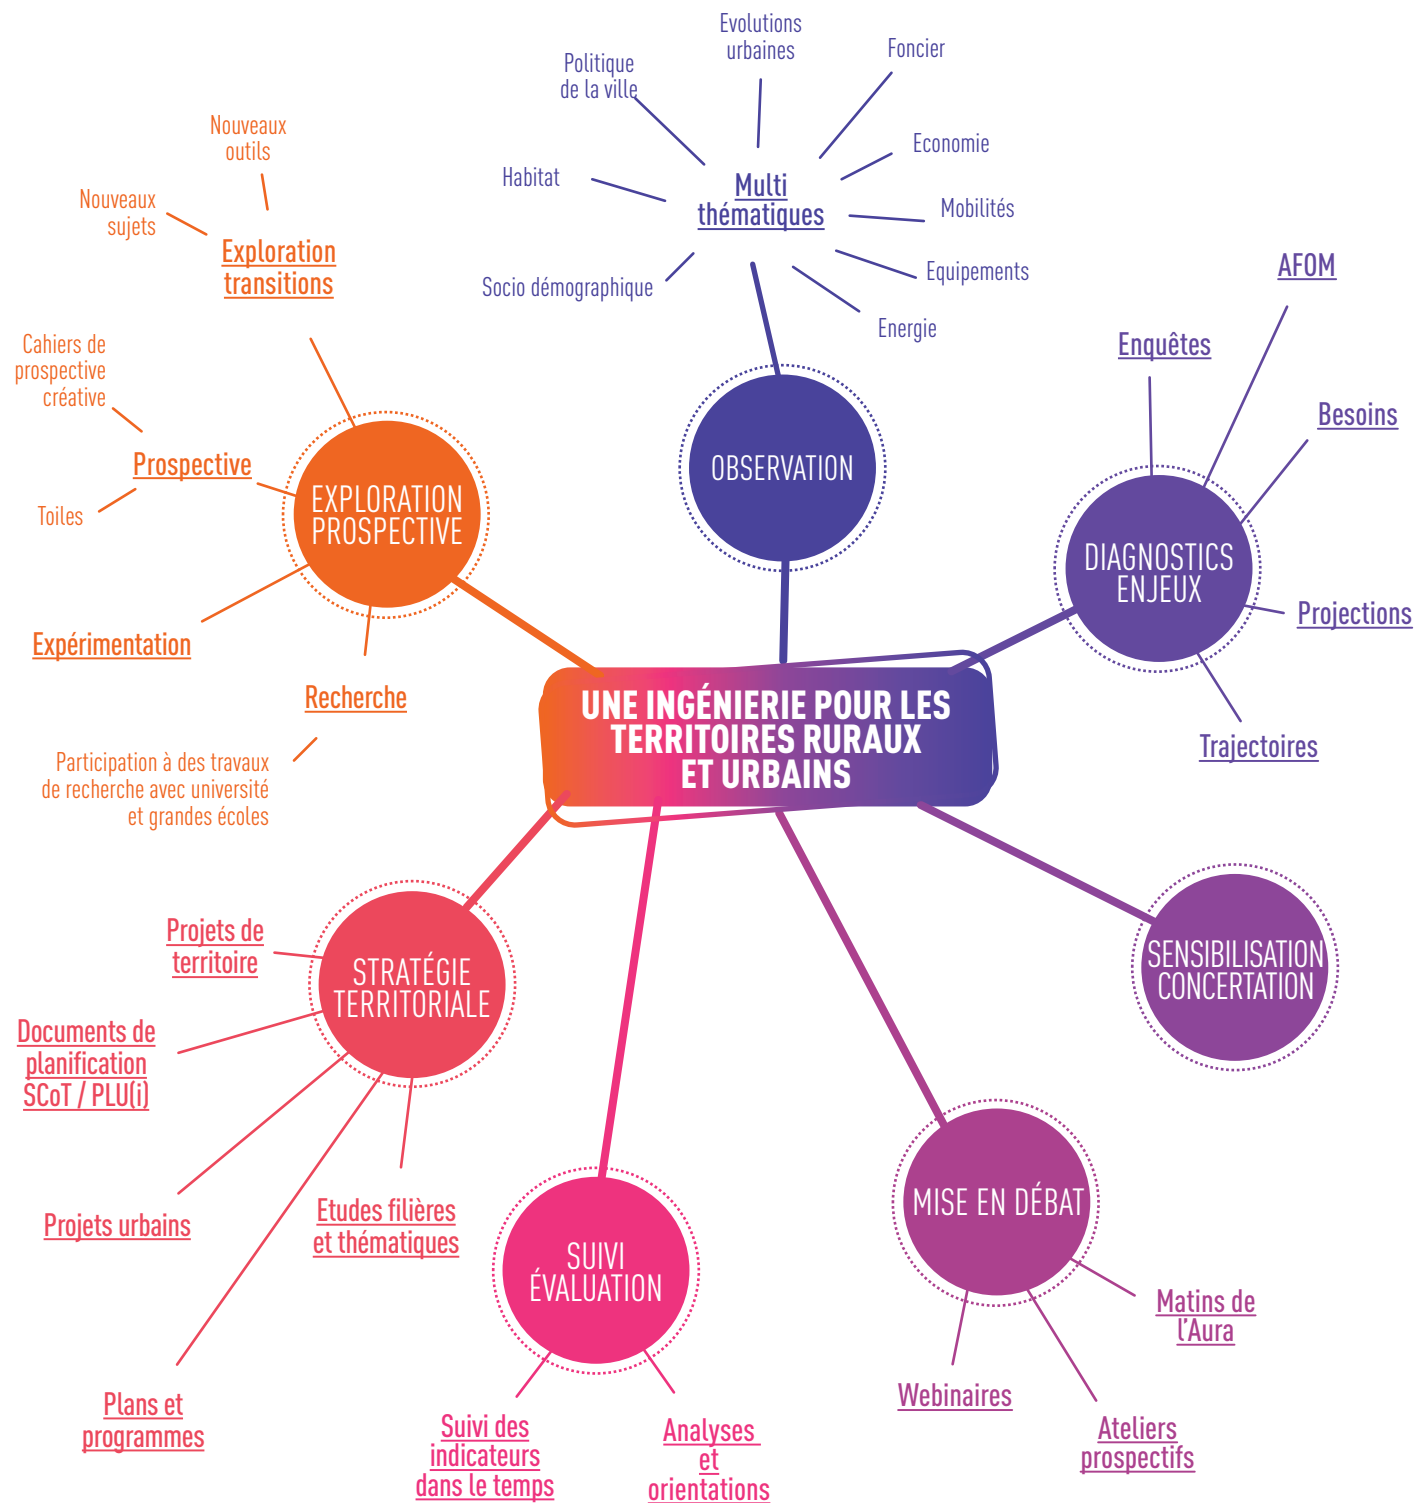 Evolutions
urbaines
Foncier
Politique
de la ville
Economie
Habitat
Multi
thématiques
Mobilités
Socio démographique
Equipements
Energie
Nouveaux
outils
Nouveaux
sujets
Exploration
transitions
Cahiers de
prospective
créative
Prospective
Toiles
EXPLORATION
PROSPECTIVE
Expérimentation
Recherche
Participation à des travaux
de recherche avec université
et grandes écoles
OBSERVATION
AFOM
Enquêtes
Besoins
DIAGNOSTICS
ENJEUX
Projections
Trajectoires
UNE INGÉNIERIE POUR LES
TERRITOIRES RURAUX
ET URBAINS
SENSIBILISATION
CONCERTATION
MISE EN DÉBAT
Matins de
l’Aura
Webinaires
Ateliers
prospectifs
SUIVI
ÉVALUATION
Suivi des
indicateurs
dans le temps
Analyses
et
orientations
STRATÉGIE
TERRITORIALE
Projets de
territoire
Documents de
planification
SCoT / PLU(i)
Projets urbains
Etudes filières
et thématiques
Plans et
programmes